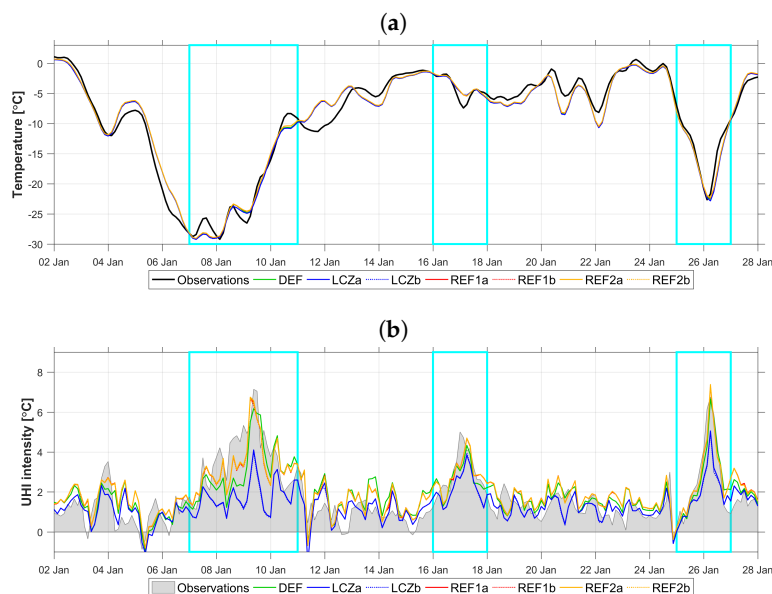 (a)
Temperature [°C]
0
-5
-10
-15
-20
-25
-30
02 Jan 04 Jan 06 Jan 08 Jan 10 Jan 12 Jan 14 Jan 16 Jan 18 Jan 20 Jan 22 Jan 24 Jan 26 Jan 28 Jan
Observations DEF LCZa LCZb REF1a REF1b REF2a REF2b
(b)
UHI intensity [°C]
8
6
4
2
0
02 Jan 04 Jan 06 Jan 08 Jan 10 Jan 12 Jan 14 Jan 16 Jan 18 Jan 20 Jan 22 Jan 24 Jan 26 Jan 28 Jan
Observations DEF LCZa LCZb REF1a REF1b REF2a REF2b